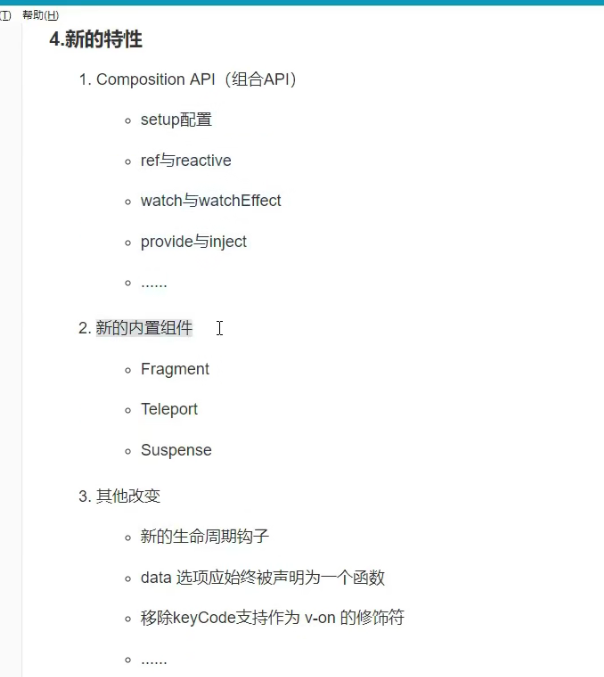 (T) 帮助(H)
4.新的特性
1. Composition API（组合API）
setup配置
ref与reactive
watch与watchEffect
provide与inject
......
2. 新的内置组件
Fragment
Teleport
Suspense
3. 其他改变
新的生命周期钩子
data 选项应始终被声明为一个函数
移除keyCode支持作为 v-on 的修饰符
......